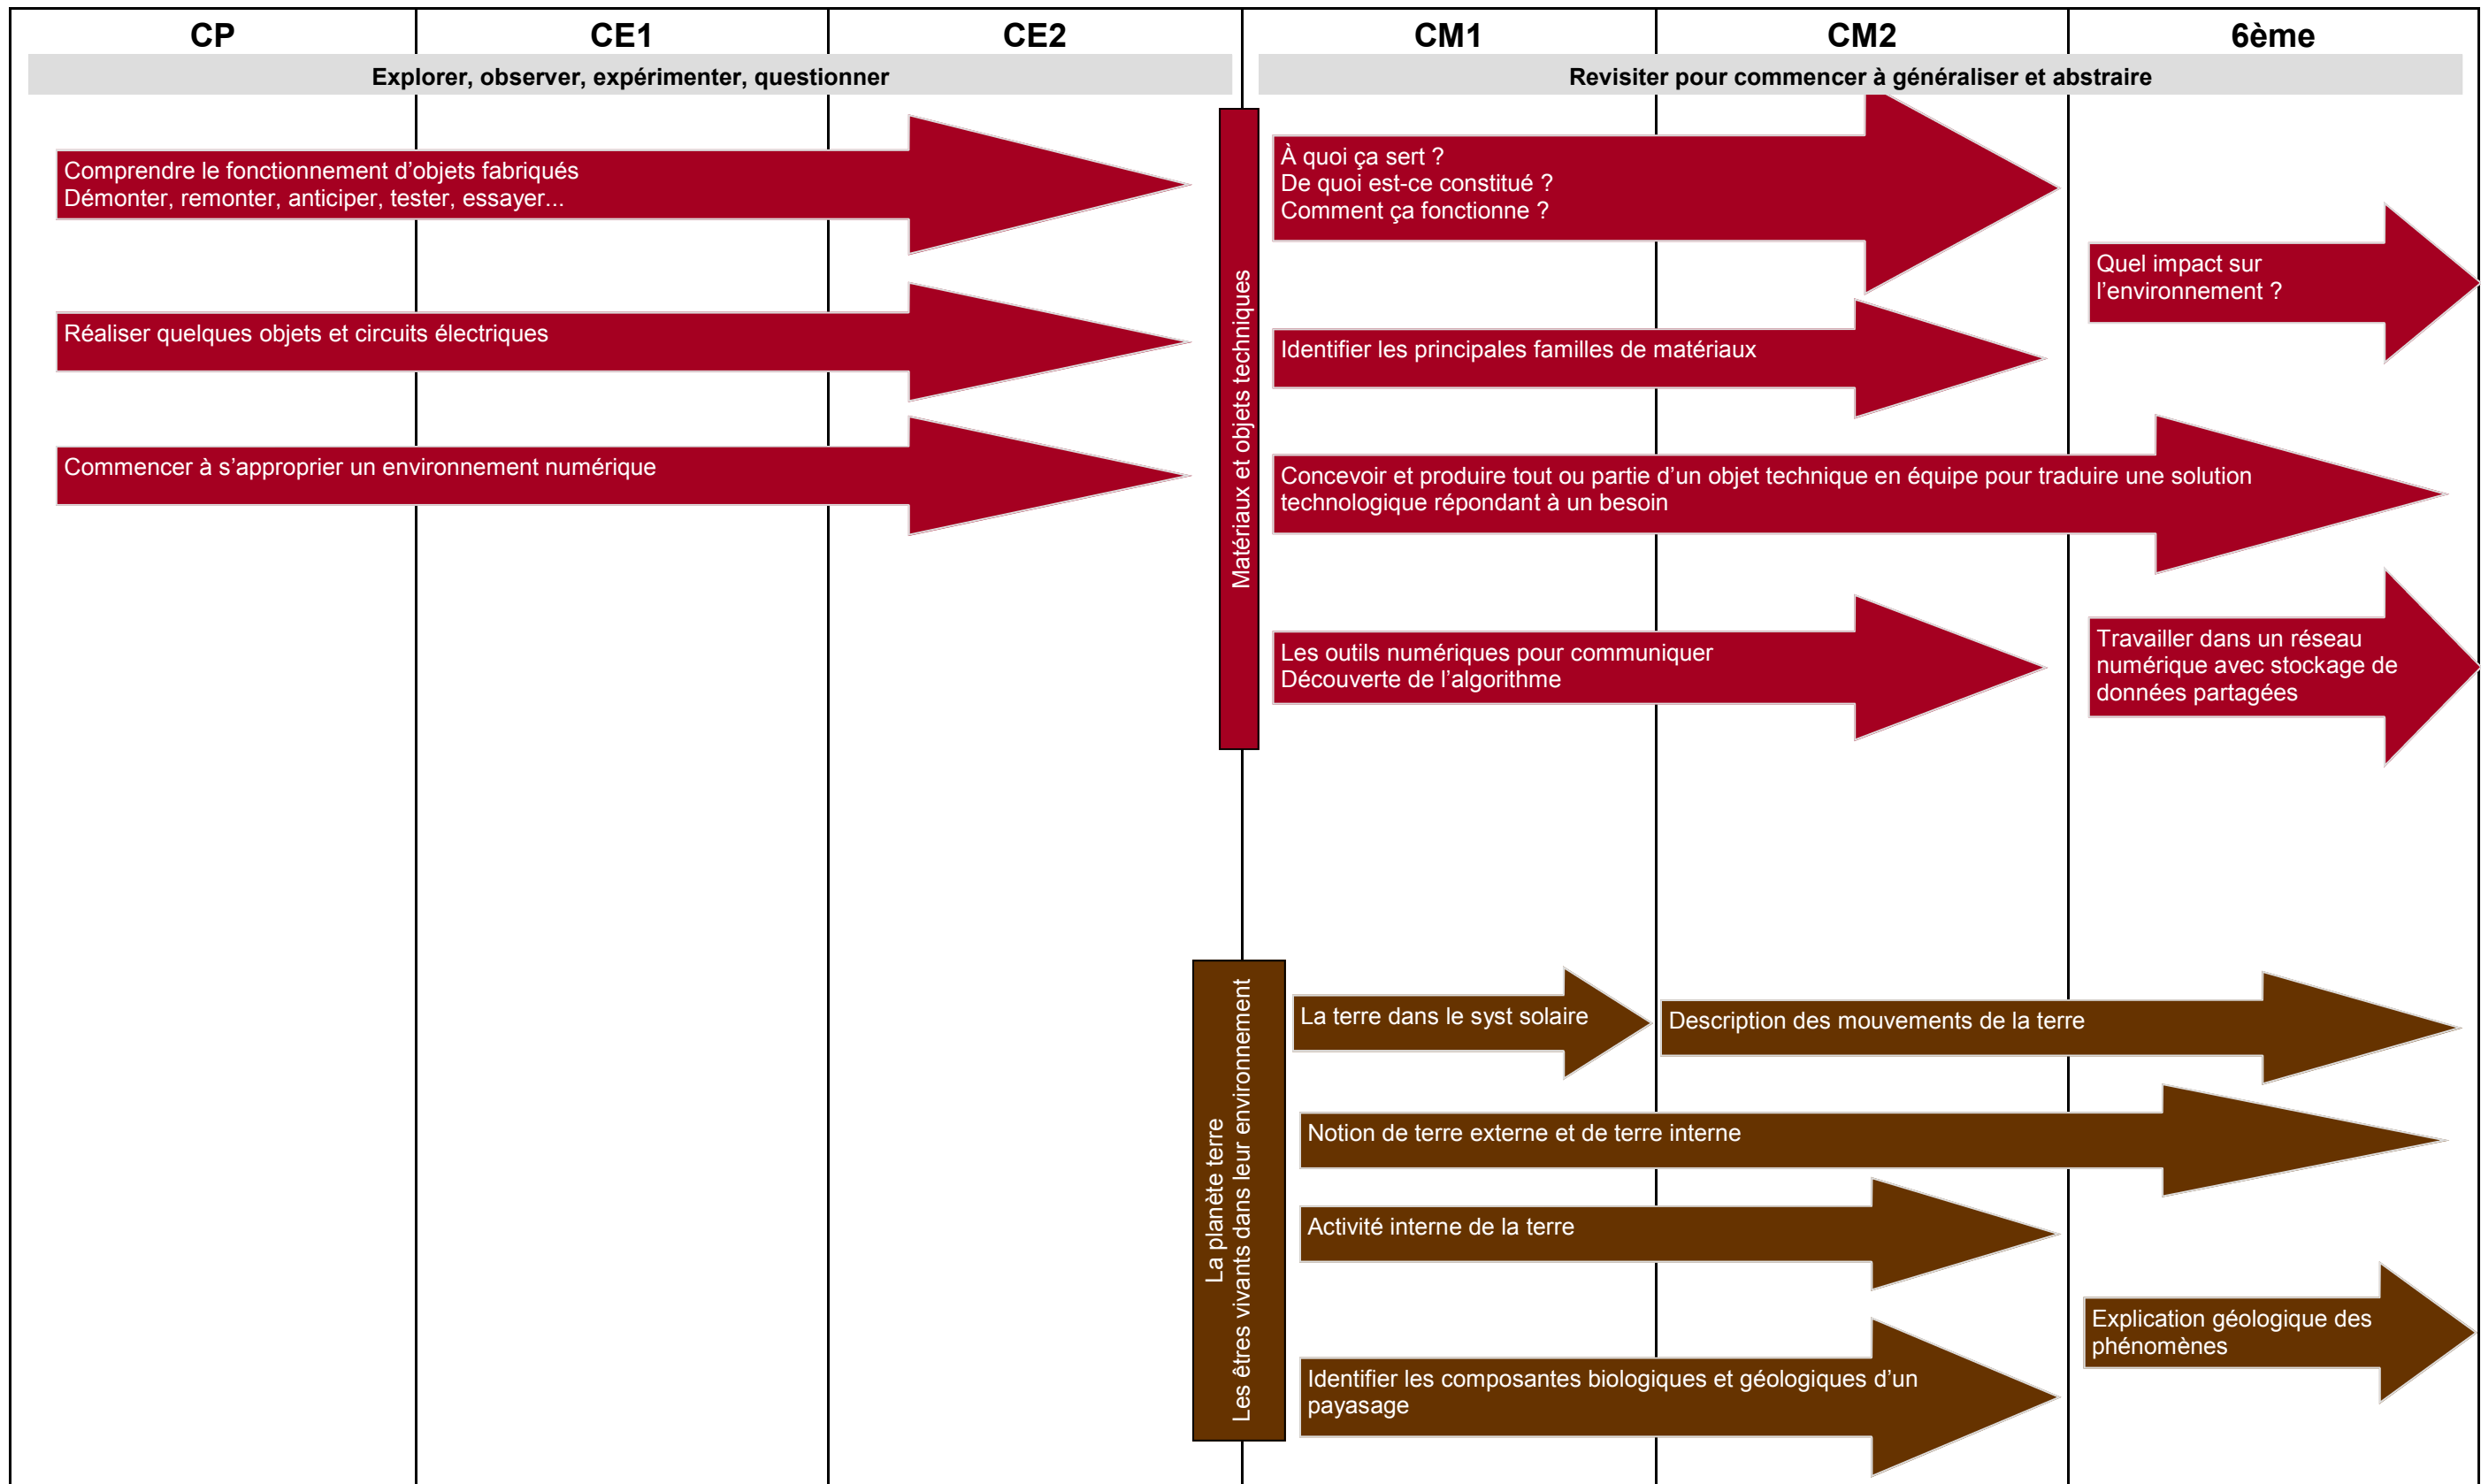 CP
CE1
CE2
CM1
CM2
6ème
Explorer, observer, expérimenter, questionner
Revisiter pour commencer à généraliser et abstraire
Comprendre le fonctionnement d’objets fabriqués
Démonter, remonter, anticiper, tester, essayer...
Réaliser quelques objets et circuits électriques
Commencer à s’approprier un environnement numérique
Matériaux et objets techniques
À quoi ça sert ?
De quoi est-ce constitué ?
Comment ça fonctionne ?
Quel impact sur
l’environnement ?
Identifier les principales familles de matériaux
Concevoir et produire tout ou partie d’un objet technique en équipe pour traduire une solution
technologique répondant à un besoin
Les outils numériques pour communiquer
Découverte de l’algorithme
Travailler dans un réseau
numérique avec stockage de
données partagées
La planète terre
Les êtres vivants dans leur environnement
La terre dans le syst solaire
Description des mouvements de la terre
Notion de terre externe et de terre interne
Activité interne de la terre
Explication géologique des
phénomènes
Identifier les composantes biologiques et géologiques d’un
payasage